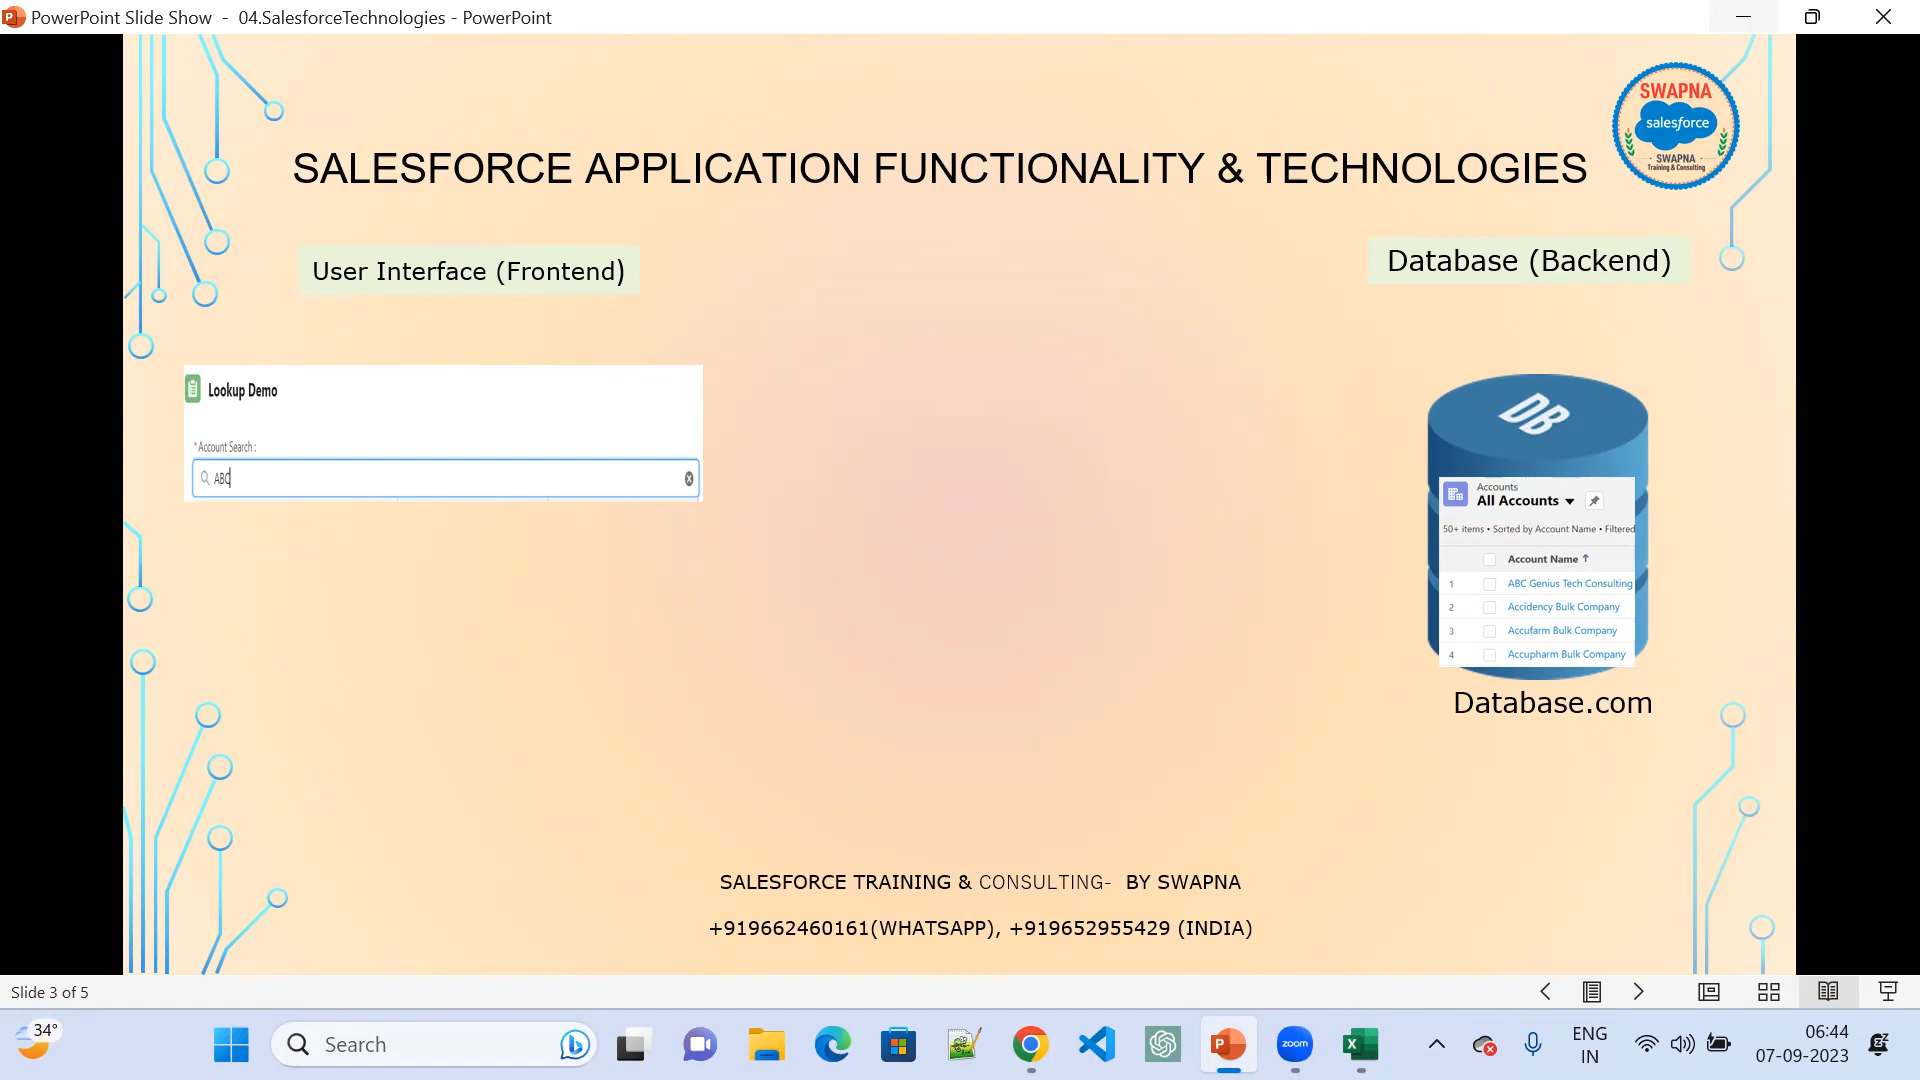 PowerPoint Slide Show - 04.SalesforceTechnologies - PowerPoint
SWAPNA
salesforce
SWAPNA
Training & Consulting
SALESFORCE APPLICATION FUNCTIONALITY & TECHNOLOGIES
User Interface (Frontend)
Database (Backend)
Lookup Demo
*Account Search :
ABC
DB
Accounts
All Accounts
50+ items • Sorted by Account Name • Filtered
Account Name ↑
1 ABC Genius Tech Consulting
2 Accidency Bulk Company
3 Accufarm Bulk Company
4 Accupharm Bulk Company
Database.com
SALESFORCE TRAINING & CONSULTING- BY SWAPNA
+919662460161(WHATSAPP), +919652955429 (INDIA)
Slide 3 of 5
34°
Search
zoom
ENG
IN
06:44
07-09-2023